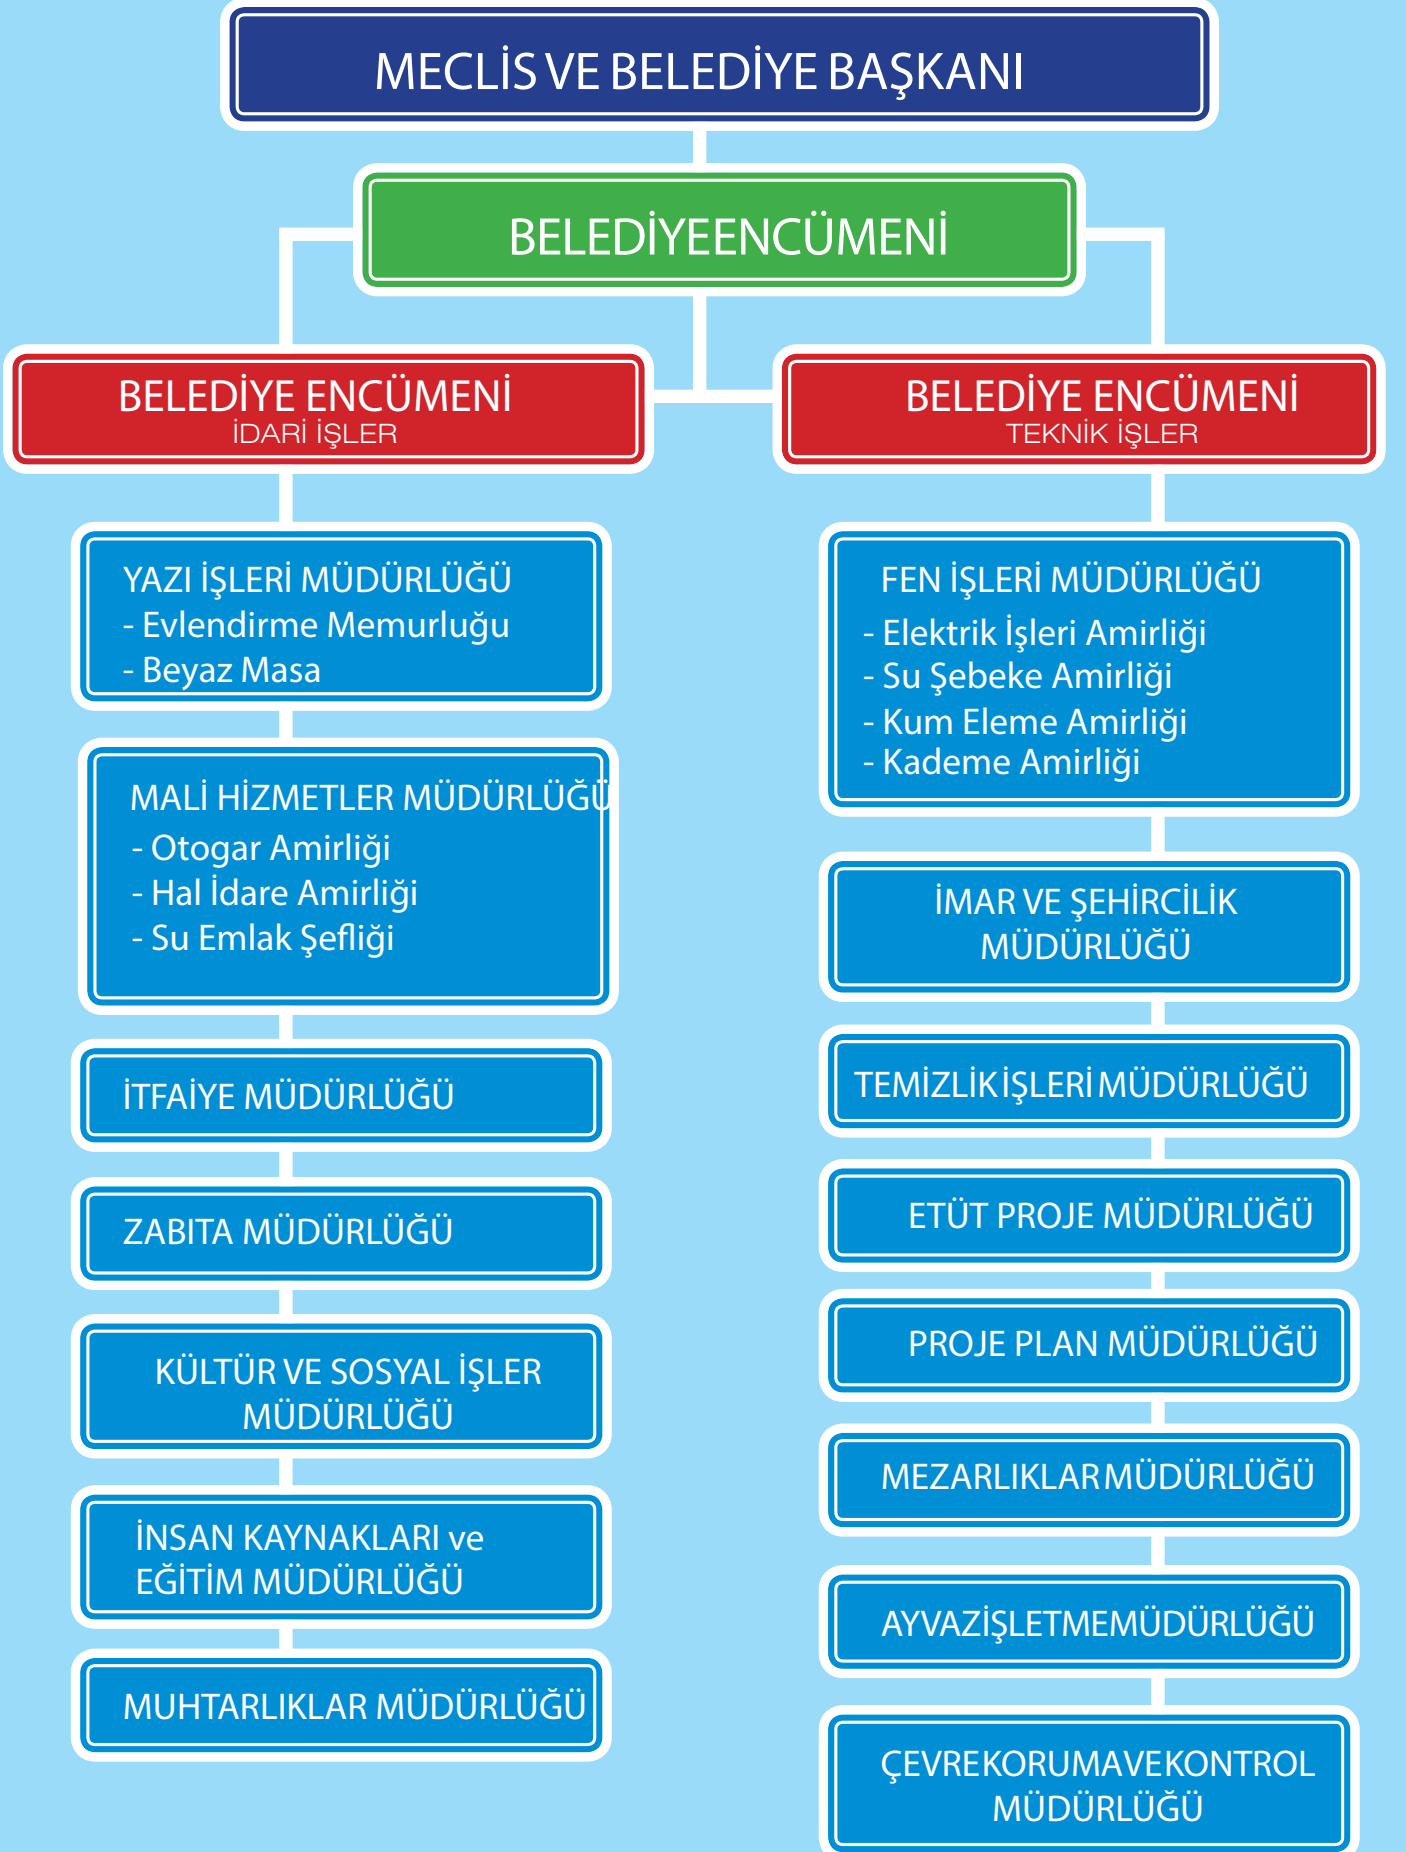 MECLİS VE BELEDİYE BAŞKANI
BELEDİYEENCÜMENİ
BELEDİYE ENCÜMENİ
İDARİ İŞLER
YAZI İŞLERİ MÜDÜRLÜĞÜ
- Evlendirme Memurluğu
- Beyaz Masa
MALİ HİZMETLER MÜDÜRLÜĞÜ
- Otogar Amirliği
- Hal İdare Amirliği
- Su Emlak Şefliği
İTFAİYE MÜDÜRLÜĞÜ
ZABITA MÜDÜRLÜĞÜ
KÜLTÜR VE SOSYAL İŞLER
MÜDÜRLÜĞÜ
İNSAN KAYNAKLARI ve
EĞİTİM MÜDÜRLÜĞÜ
MUHTARLIKLAR MÜDÜRLÜĞÜ
BELEDİYE ENCÜMENİ
TEKNİK İŞLER
FEN İŞLERİ MÜDÜRLÜĞÜ
- Elektrik İşleri Amirliği
- Su Şebeke Amirliği
- Kum Eleme Amirliği
- Kademe Amirliği
İMAR VE ŞEHİRCİLİK
MÜDÜRLÜĞÜ
TEMİZLİK İŞLERİ MÜDÜRLÜĞÜ
ETÜT PROJE MÜDÜRLÜĞÜ
PROJE PLAN MÜDÜRLÜĞÜ
MEZARLIKLAR MÜDÜRLÜĞÜ
AYVAZİŞLETMEMÜDÜRLÜĞÜ
ÇEVREKORUMAVEKONTROL
MÜDÜRLÜĞÜ